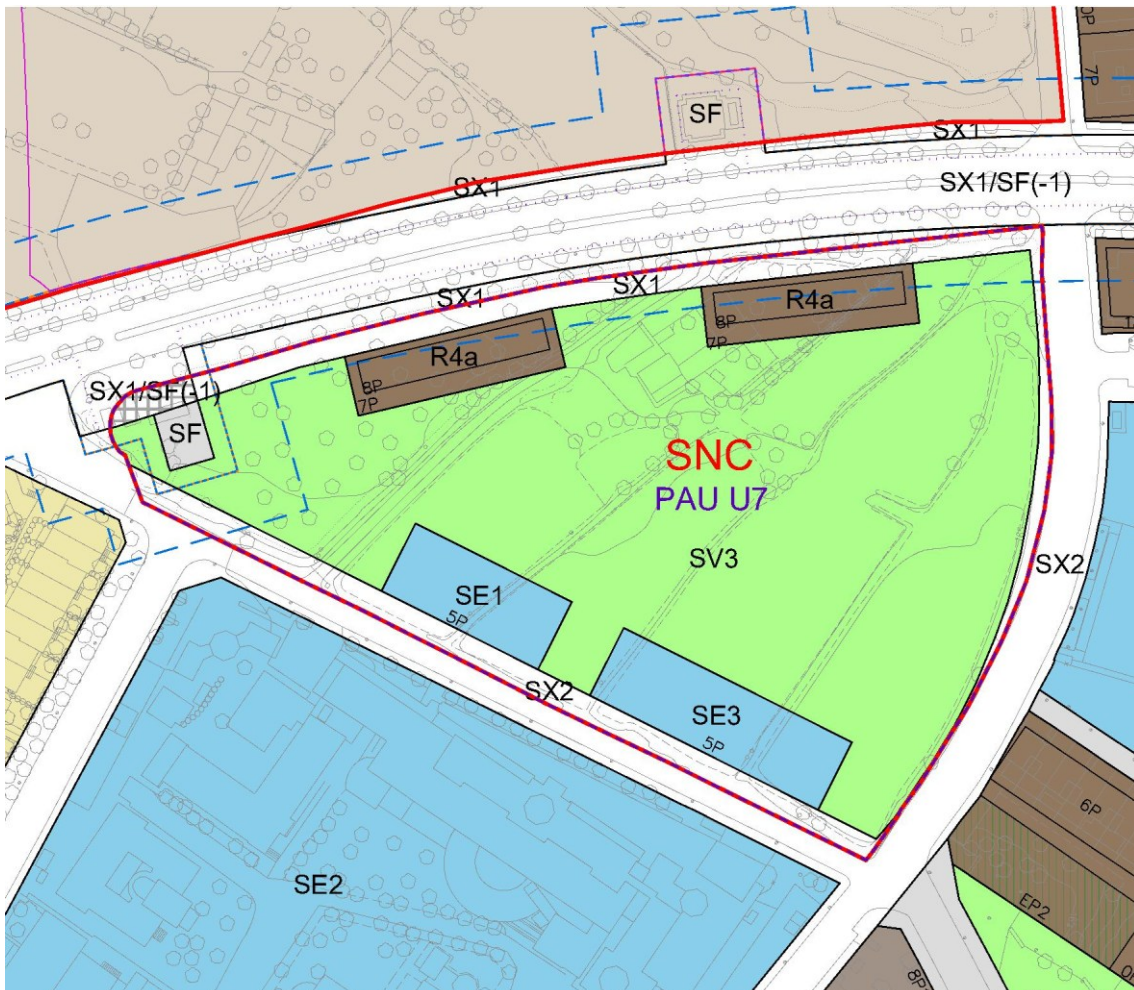 7P
SF
SX1
SX1
SX1/SF(-1)
SX1
SX1
R4a
8P
7P
R4a
8P
7P
SX1/SF(-1)
SF
SNC
PAU U7
SV3
SX2
SE1
5P
SX2
SE3
5P
6P
SE2
EP2